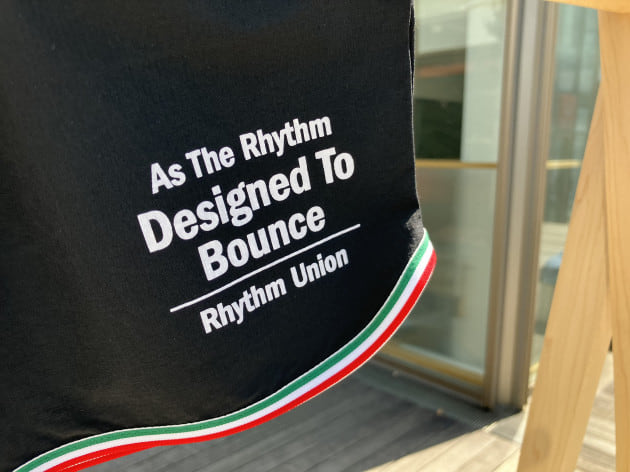 As The Rhythm
Designed To
Bounce
Rhythm Union